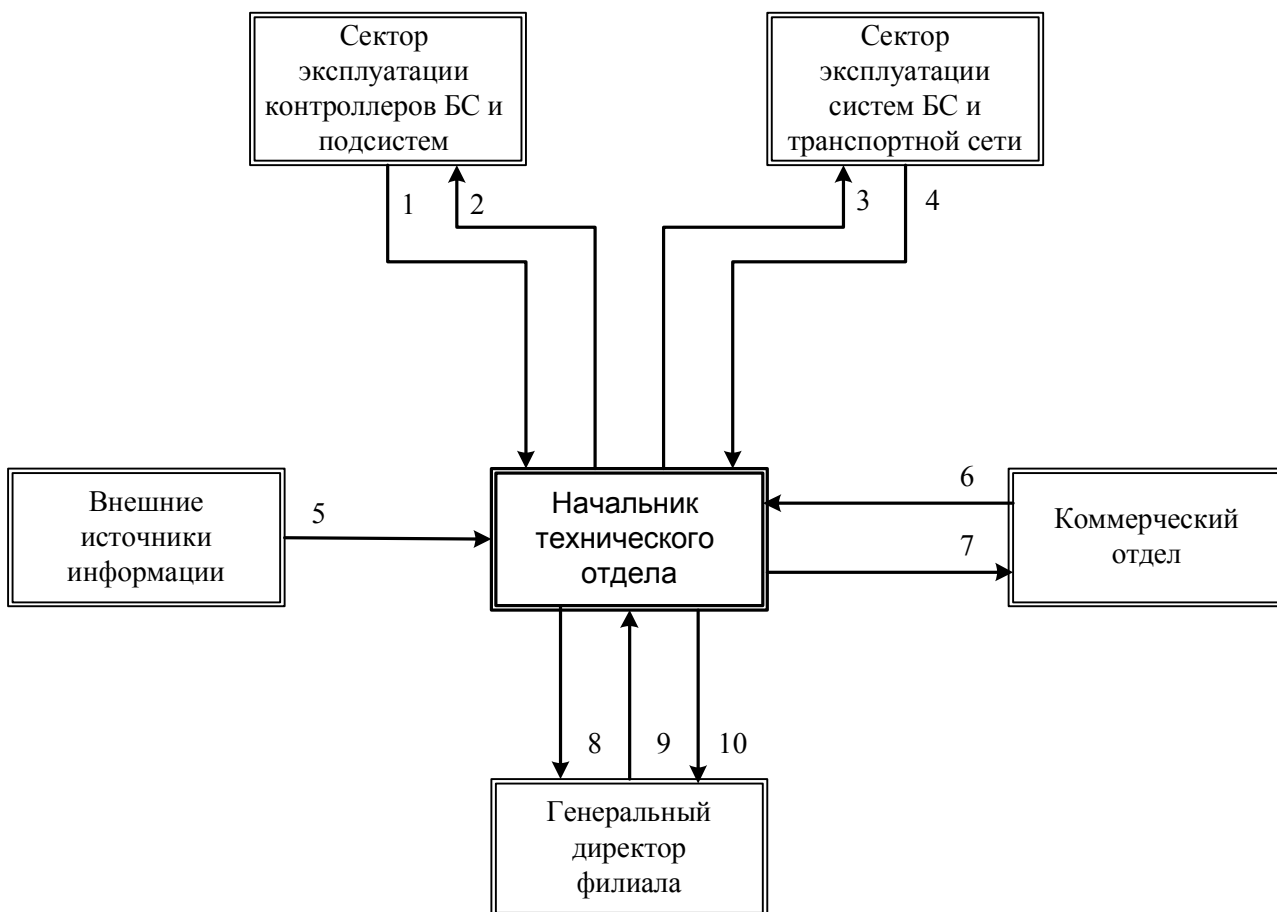 Сектор
эксплуатации
контроллеров БС и
подсистем
Сектор
эксплуатации
систем БС и
транспортной сети
1
2
3
4
Внешние
источники
информации
5
Начальник
технического
отдела
6
7
Коммерческий
отдел
8
9
10
Генеральный
директор
филиала